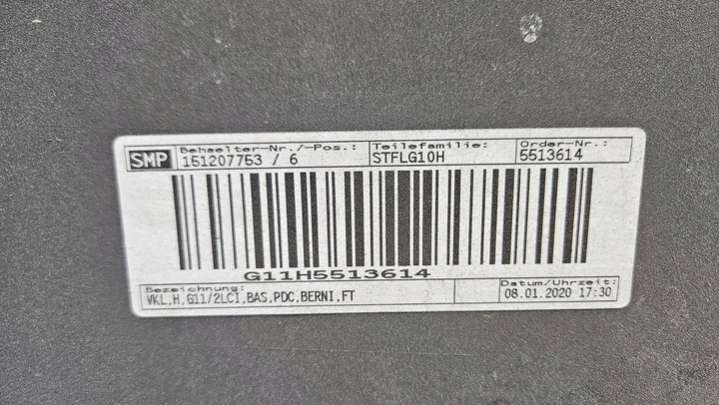 SMP
Behaelter-Nr./-Pos.: Teilefamilie: Order-Nr.:
151207753 / 6 STFLG10H 5513614
G11H5513614
Bezeichnung: Datum/Uhrzeit:
VKL,H,G11/2LCI,BAS,PDC,BERNI,FT 08.01.2020 17:30